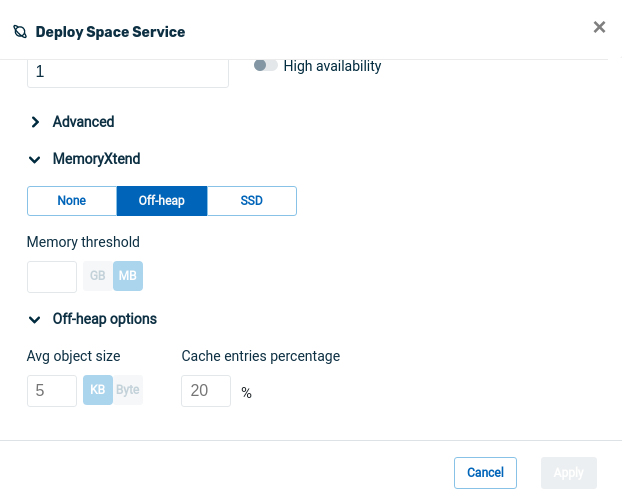 Deploy Space Service
1
High availability
Advanced
MemoryXtend
None Off-heap SSD
Memory threshold
GB MB
Off-heap options
Avg object size Cache entries percentage
5 KB Byte 20 %
Cancel Apply